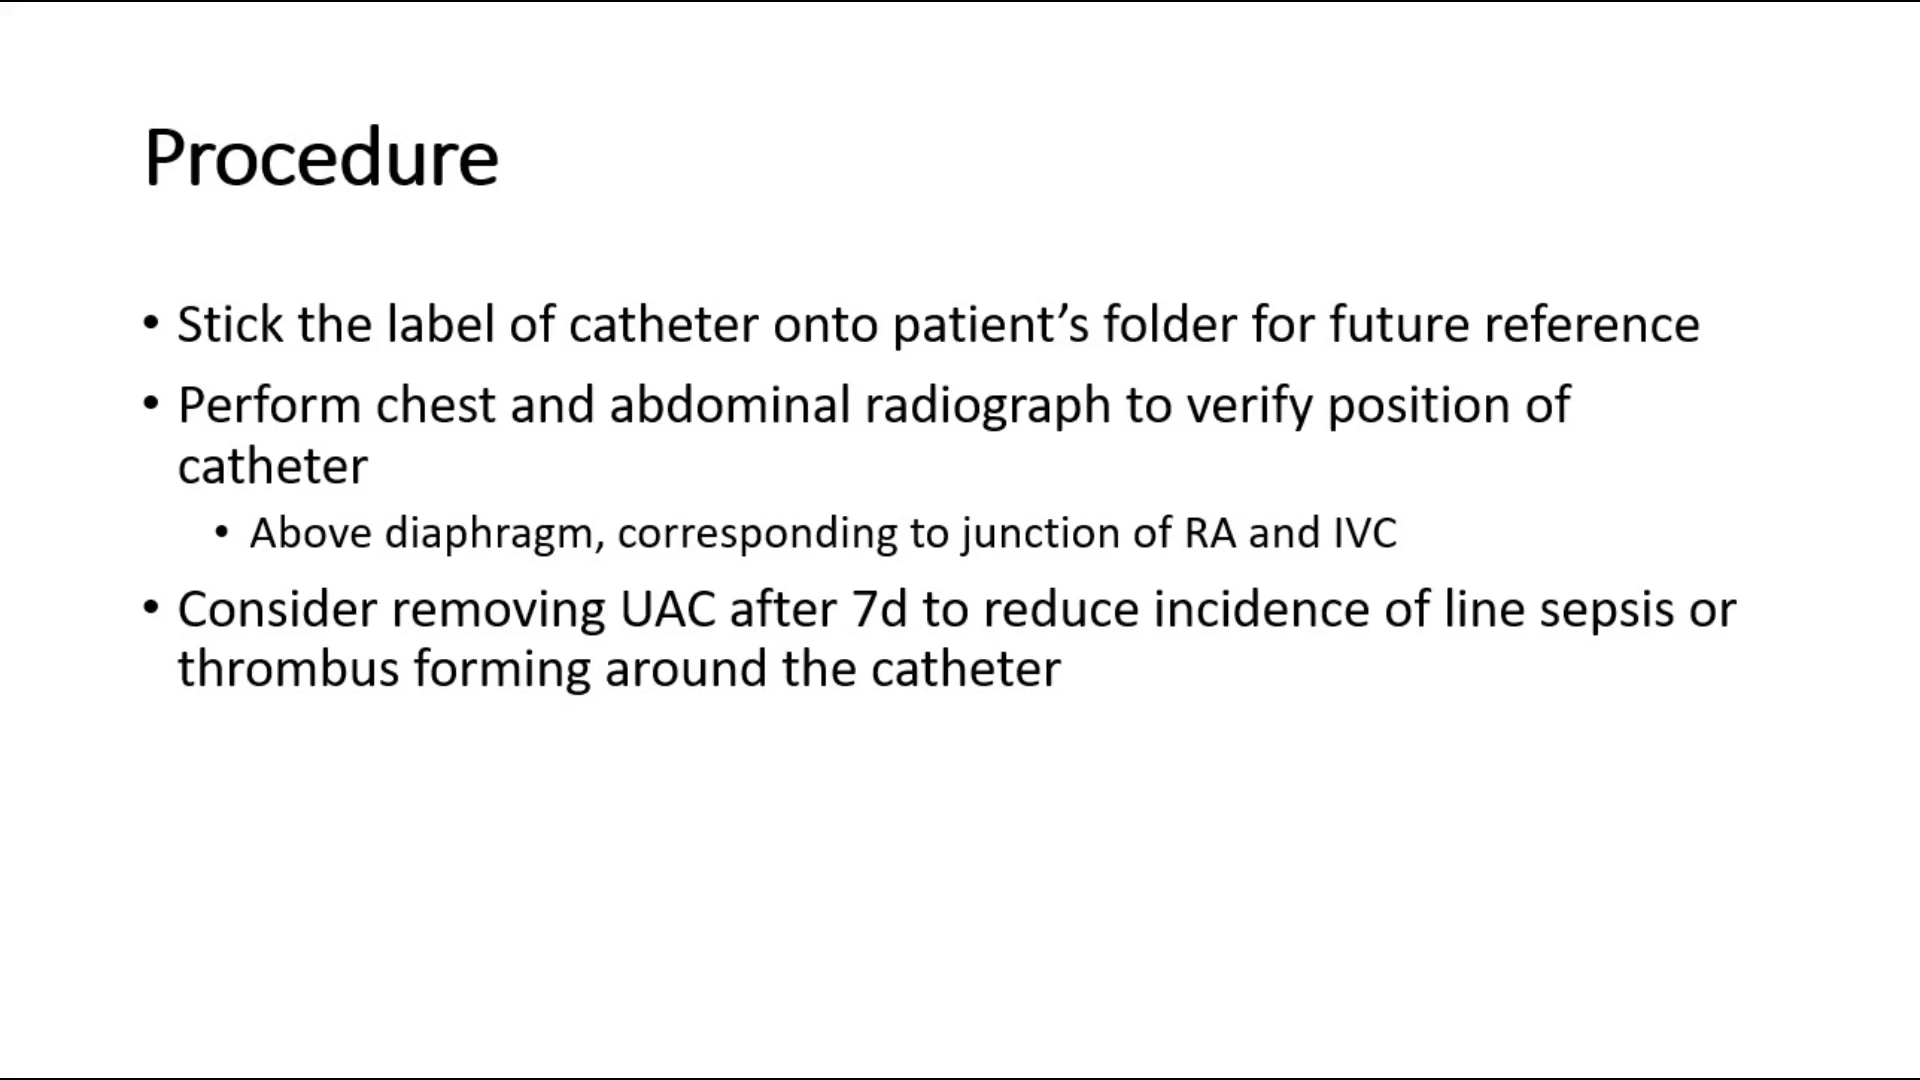 Procedure
• Stick the label of catheter onto patient’s folder for future reference
• Perform chest and abdominal radiograph to verify position of
catheter
• Above diaphragm, corresponding to junction of RA and IVC
• Consider removing UAC after 7d to reduce incidence of line sepsis or
thrombus forming around the catheter